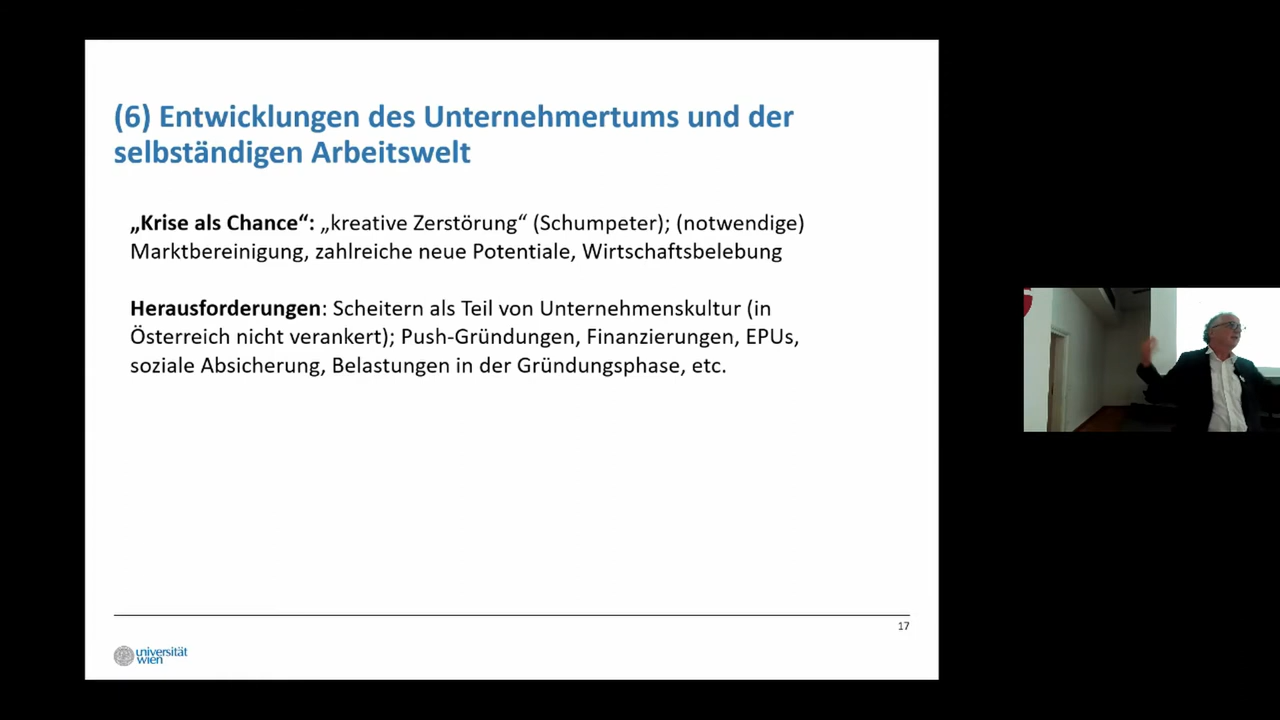 (6) Entwicklungen des Unternehmertums und der
selbständigen Arbeitswelt
„Krise als Chance“: „kreative Zerstörung“ (Schumpeter); (notwendige)
Marktbereinigung, zahlreiche neue Potentiale, Wirtschaftsbelebung
Herausforderungen: Scheitern als Teil von Unternehmenskultur (in
Österreich nicht verankert); Push-Gründungen, Finanzierungen, EPUs,
soziale Absicherung, Belastungen in der Gründungsphase, etc.
17
universität
wien